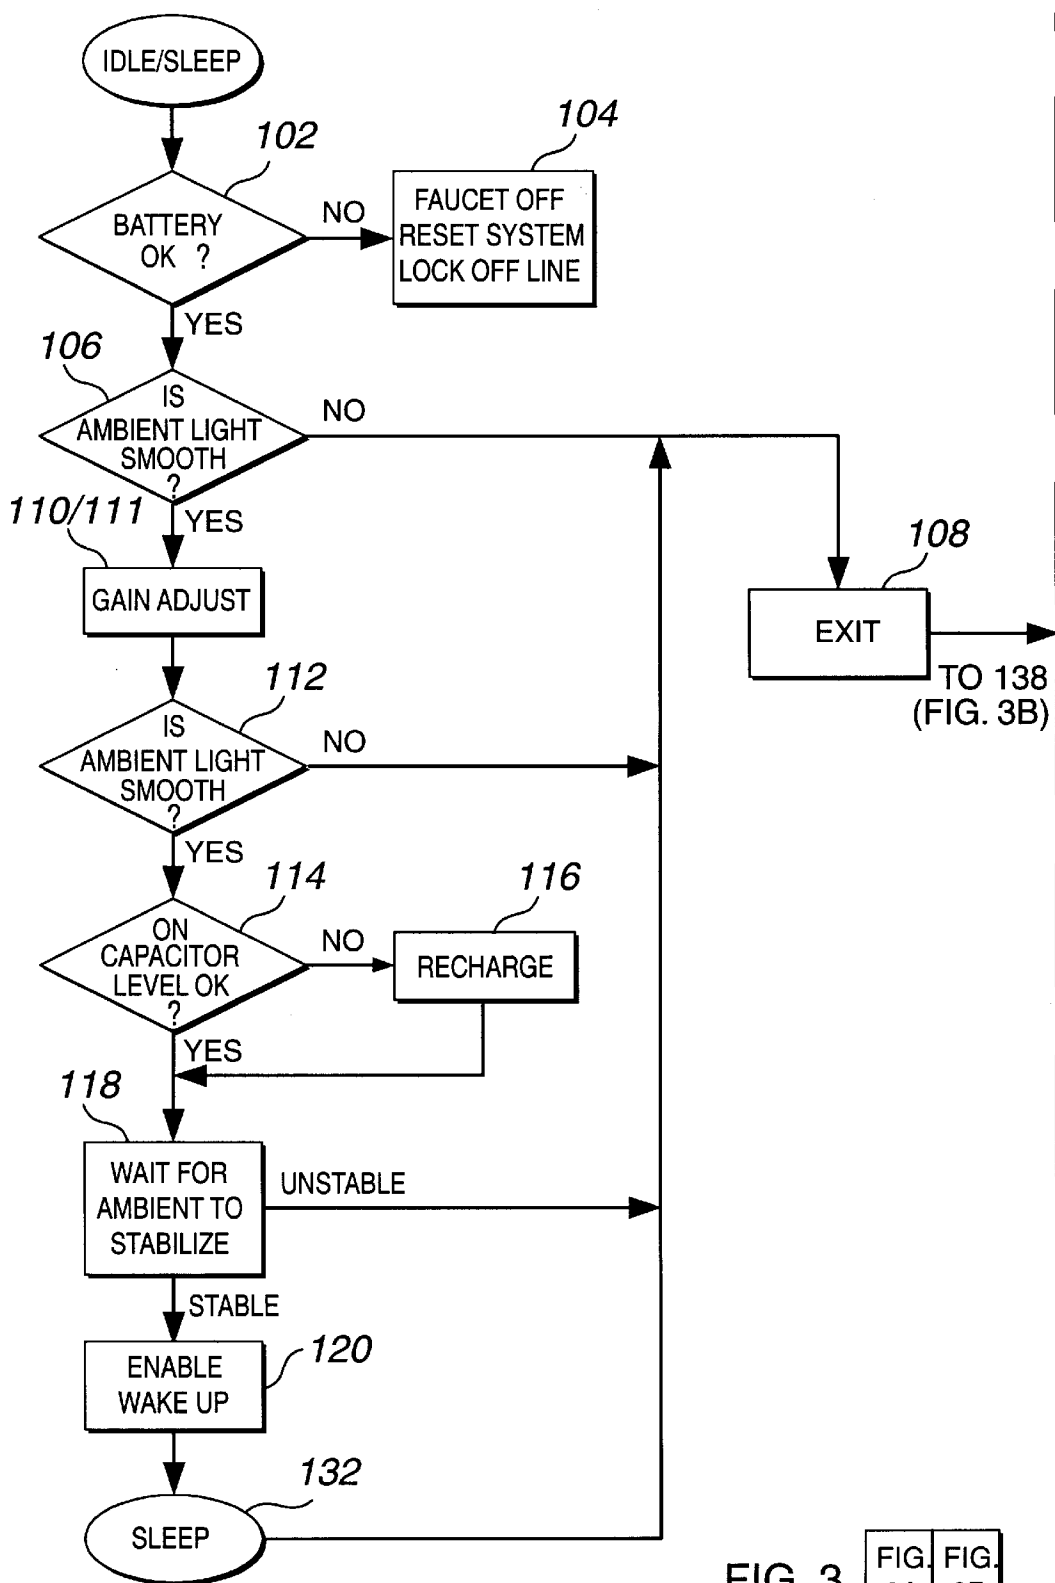 IDLE/SLEEP
102
104
BATTERY
OK ?
NO
FAUCET OFF
RESET SYSTEM
LOCK OFF LINE
YES
106
IS
AMBIENT LIGHT
SMOOTH
?
NO
110/111
YES
GAIN ADJUST
108
EXIT
TO 138
(FIG. 3B)
112
IS
AMBIENT LIGHT
SMOOTH
?
NO
YES
114
116
ON
CAPACITOR
LEVEL OK
?
NO
RECHARGE
YES
118
WAIT FOR
AMBIENT TO
STABILIZE
UNSTABLE
STABLE
ENABLE
WAKE UP
120
132
SLEEP
FIG. 3
FIG.
FIG.